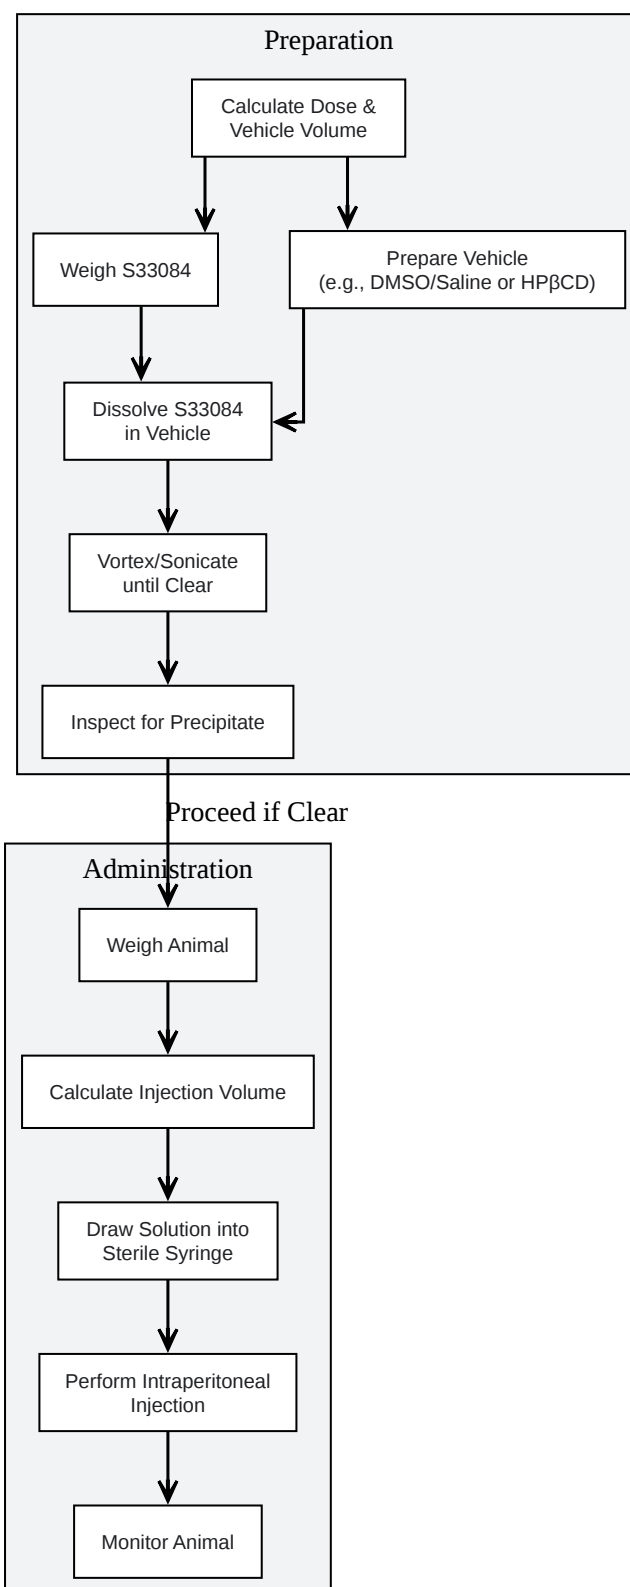 Preparation
Calculate Dose &
Vehicle Volume
Weigh S33084
Prepare Vehicle
(e.g., DMSO/Saline or HPβCD)
Dissolve S33084
in Vehicle
Vortex/Sonicate
until Clear
Inspect for Precipitate
Proceed if Clear
Administration
Weigh Animal
Calculate Injection Volume
Draw Solution into
Sterile Syringe
Perform Intraperitoneal
Injection
Monitor Animal